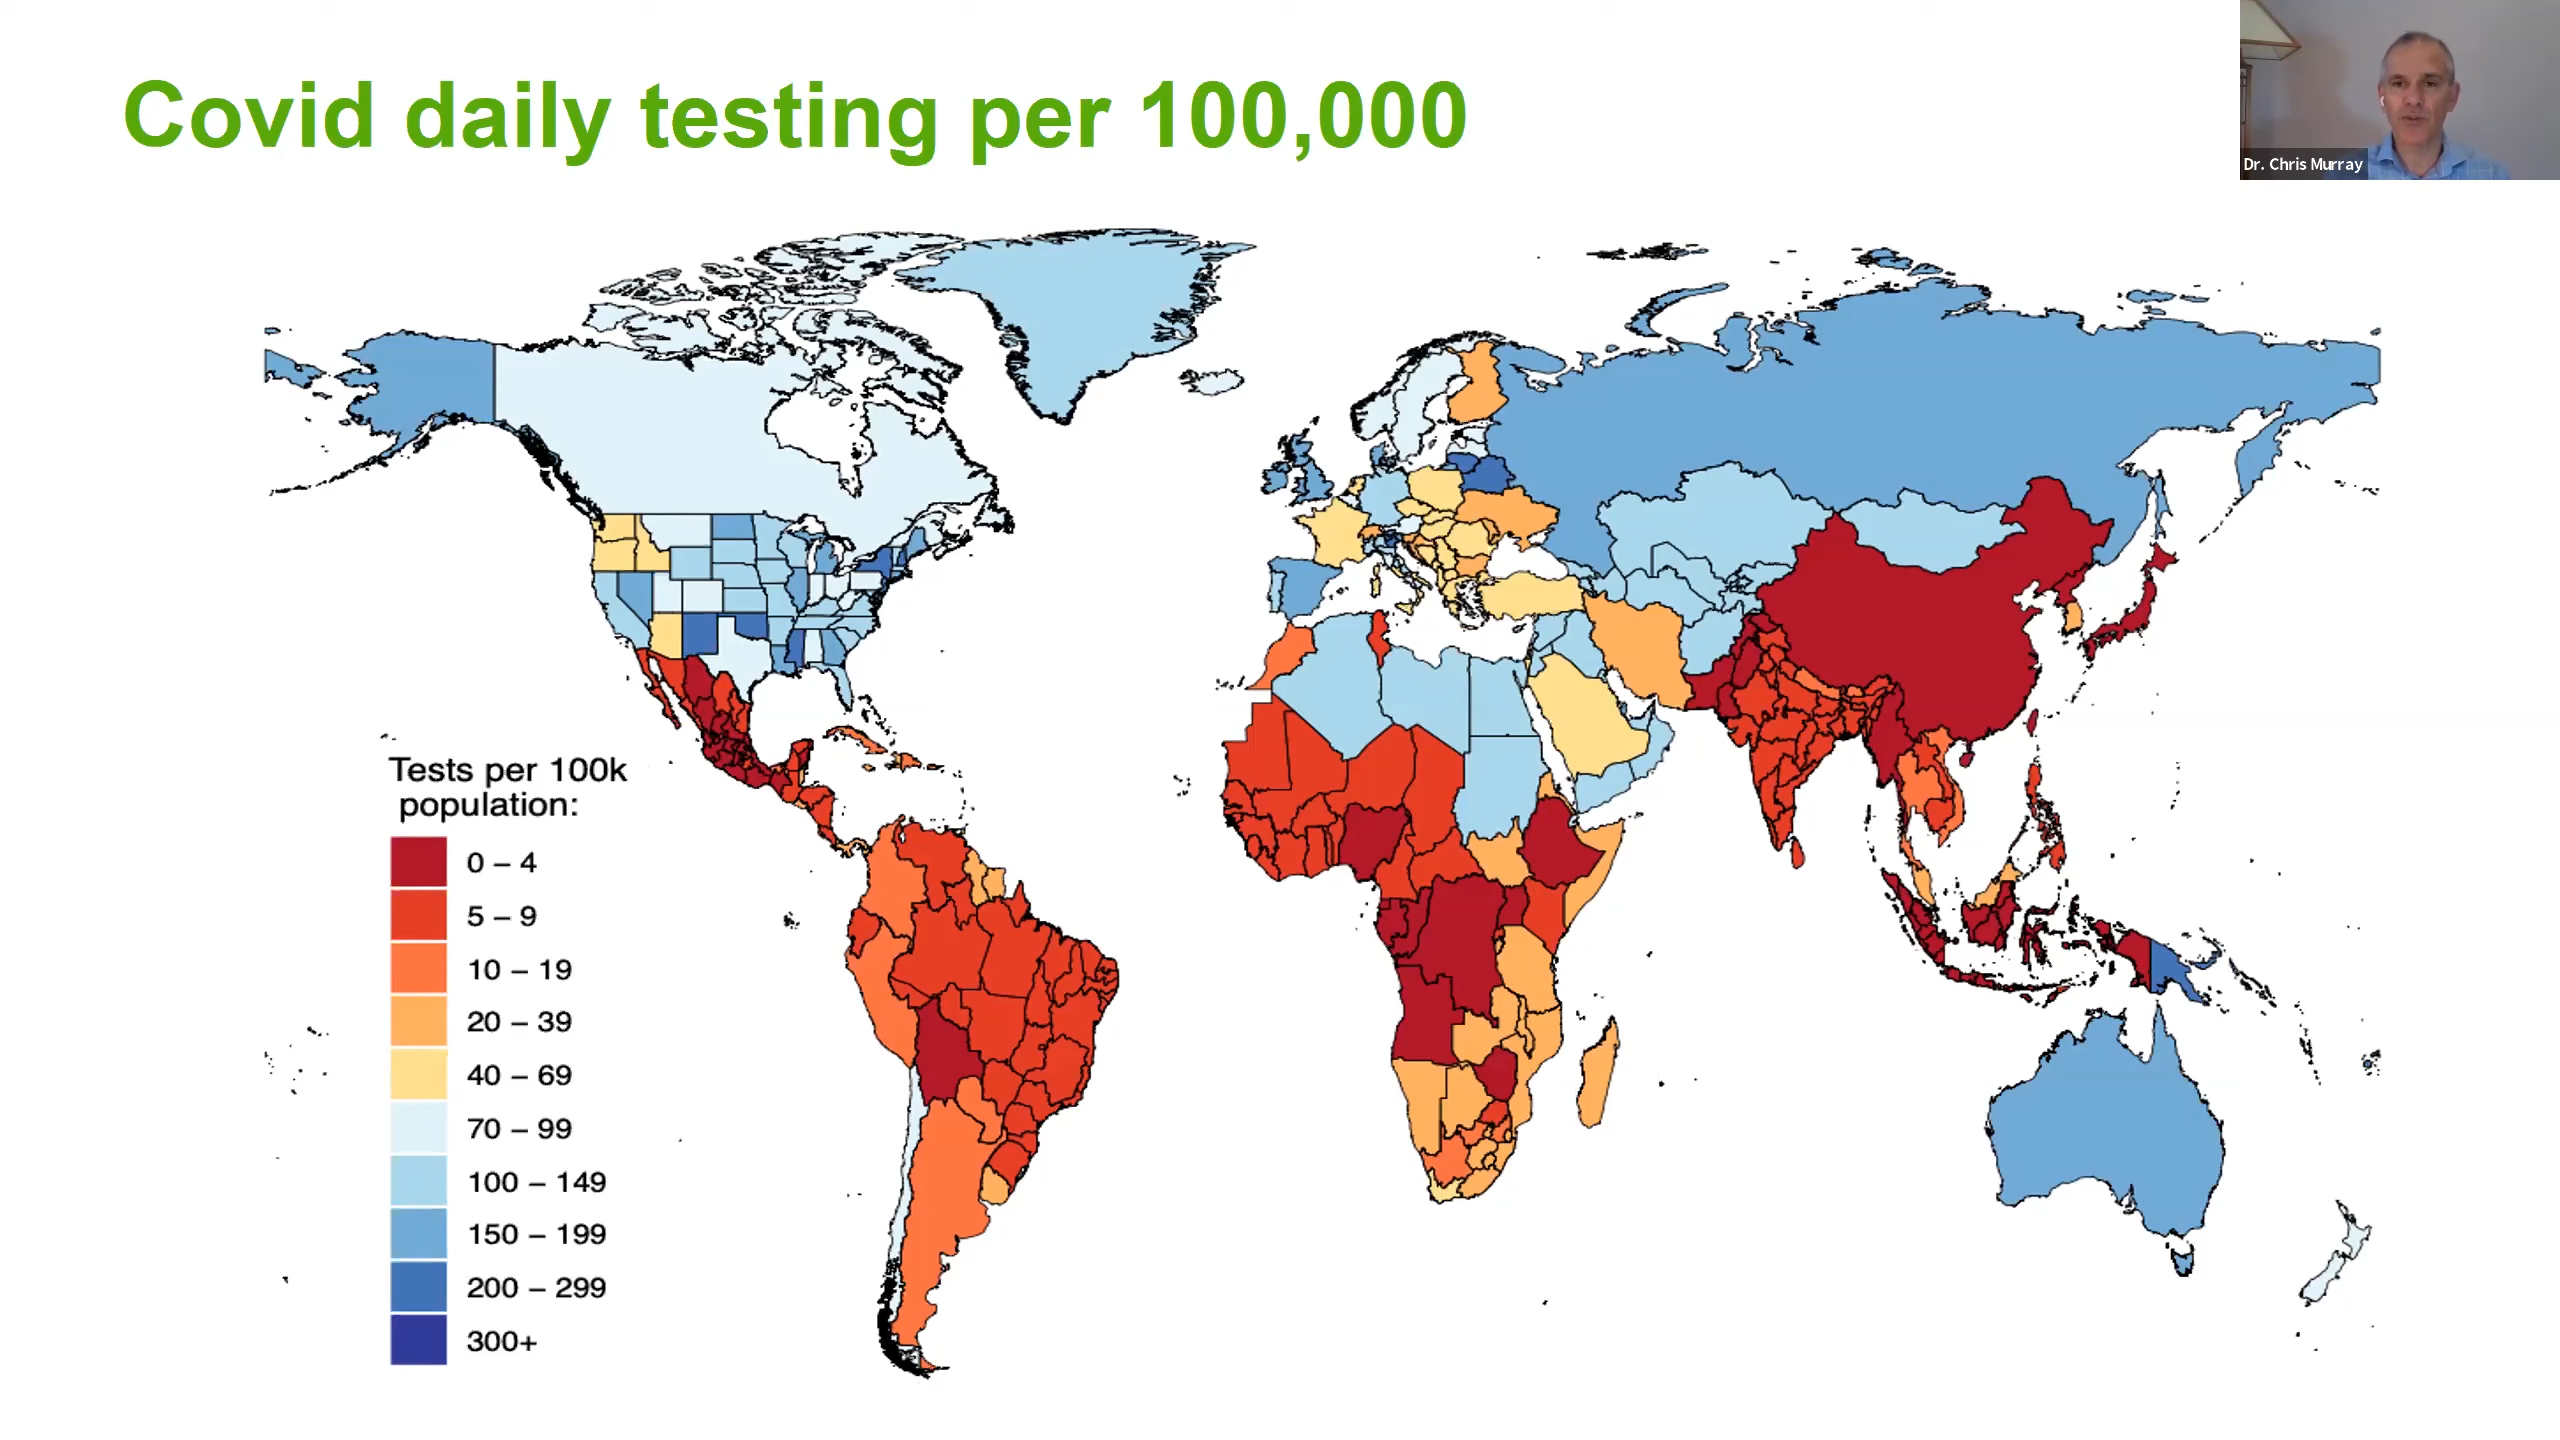 Covid daily testing per 100,000
Dr. Chris Murray
Tests per 100k
population:
0 – 4
5 – 9
10 – 19
20 – 39
40 – 69
70 – 99
100 – 149
150 – 199
200 – 299
300+